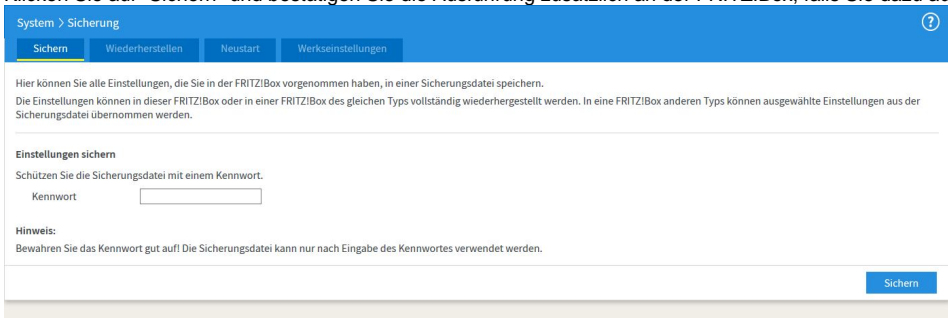 System > Sicherung
Sichern Wiederherstellen Neustart Werkseinstellungen
Hier können Sie alle Einstellungen, die Sie in der FRITZ!Box vorgenommen haben, in einer Sicherungsdatei speichern.
Die Einstellungen können in dieser FRITZ!Box oder in einer FRITZ!Box des gleichen Typs vollständig wiederhergestellt werden. In eine FRITZ!Box anderen Typs können ausgewählte Einstellungen aus der
Sicherungsdatei übernommen werden.
Einstellungen sichern
Schützen Sie die Sicherungsdatei mit einem Kennwort.
Kennwort
Hinweis:
Bewahren Sie das Kennwort gut auf! Die Sicherungsdatei kann nur nach Eingabe des Kennwortes verwendet werden.
Sichern